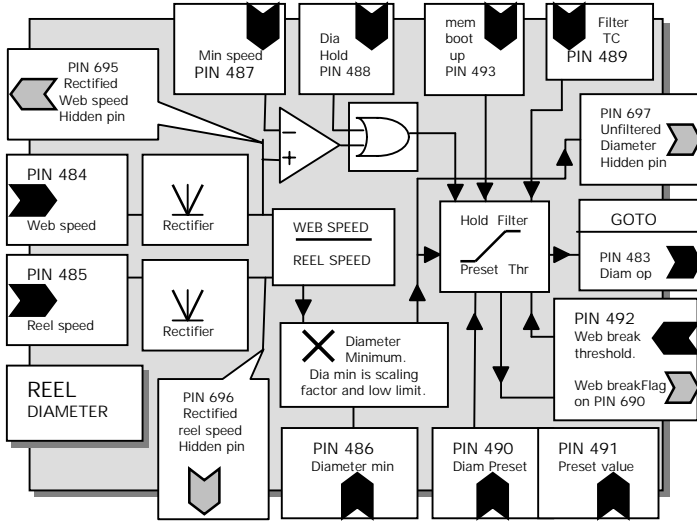 Min speed
PIN 487
Dia
Hold
PIN 488
mem
boot
up
PIN 493
Filter
TC
PIN 489
PIN 695
Rectified
Web speed
Hidden pin
PIN 697
Unfiltered
Diameter
Hidden pin
PIN 484
Web speed
Rectifier
WEB SPEED
REEL SPEED
Hold Filter
Preset Thr
GOTO
PIN 483
Diam op
PIN 485
Reel speed
Rectifier
Diameter
Minimum.
Dia min is scaling
factor and low limit.
PIN 492
Web break
threshold.
Web breakFlag
on PIN 690
REEL
DIAMETER
PIN 696
Rectified
reel speed
Hidden pin
PIN 486
Diameter min
PIN 490
Diam Preset
PIN 491
Preset value